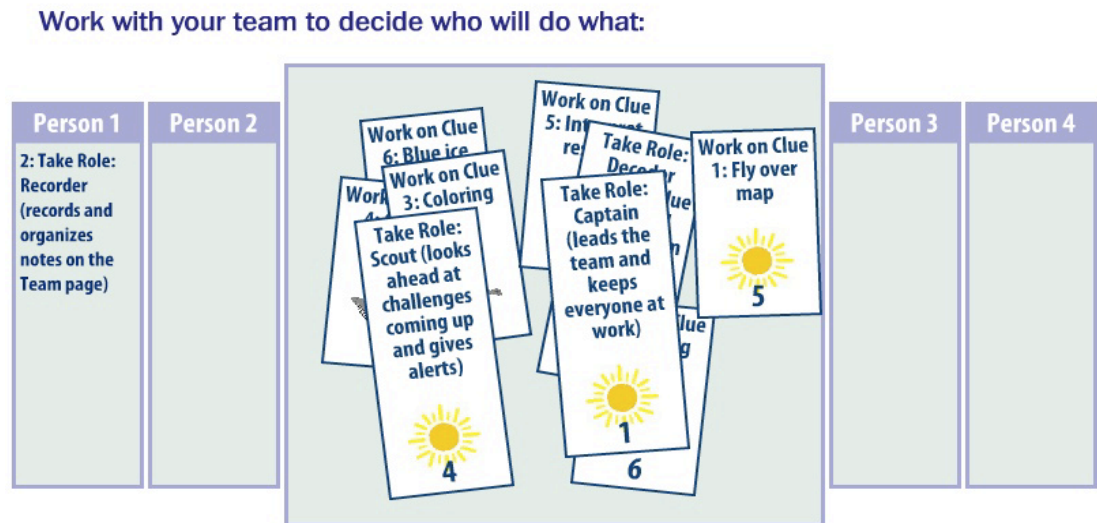 Work with your team to decide who will do what:
Person 1
2: Take Role:
Recorder
(records and
organizes
notes on the
Team page)
Person 2
Work on Clue
6: Blue ice
Work on Clue
3: Coloring
Take Role:
Scout (looks
ahead at
challenges
coming up
and gives
alerts)
4
Work on Clue
5:
Take Role:
Decoder
Take Role:
Captain
(leads the
team and
keeps
everyone at
work)
1
6
Work on Clue
1: Fly over
map
5
Person 3
Person 4